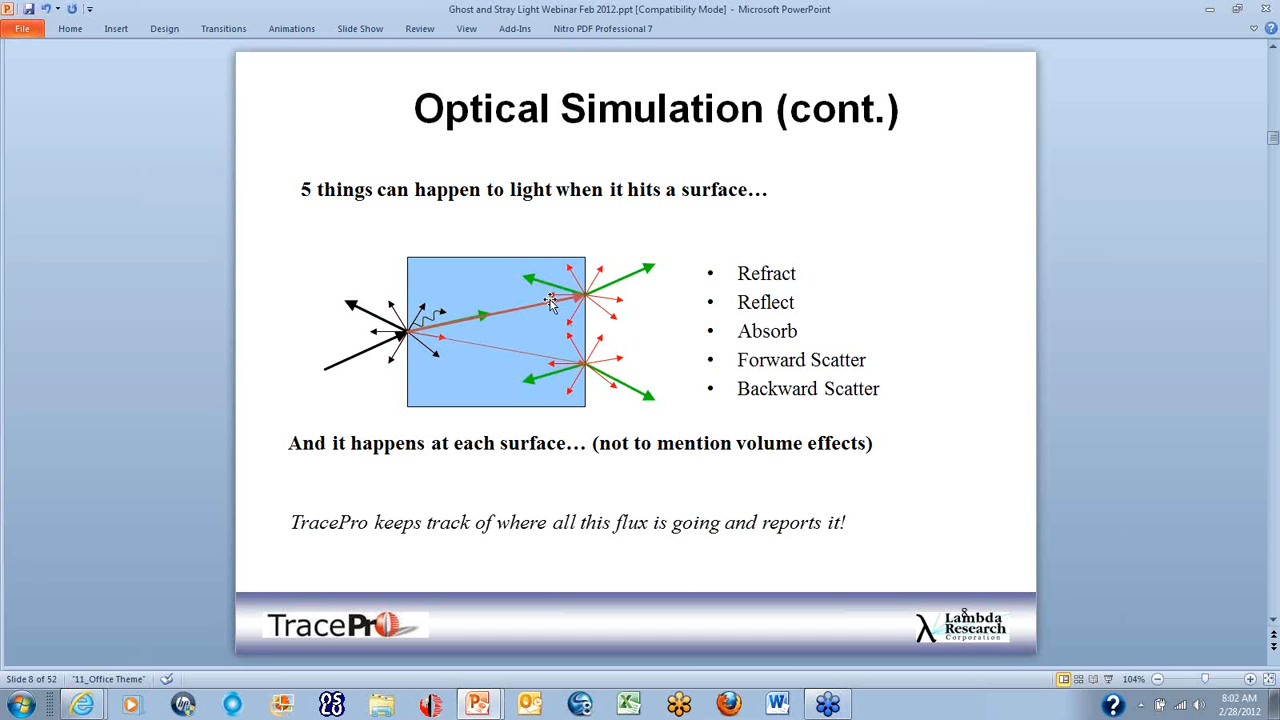 Ghost and Stray Light Webinar Feb 2012.ppt [Compatibility Mode] - Microsoft PowerPoint
File Home Insert Design Transitions Animations Slide Show Review View Add-Ins Nitro PDF Professional 7
Optical Simulation (cont.)
5 things can happen to light when it hits a surface…
• Refract
• Reflect
• Absorb
• Forward Scatter
• Backward Scatter
And it happens at each surface… (not to mention volume effects)
TracePro keeps track of where all this flux is going and reports it!
TracePro
8
λ Lambda
Research
Corporation
Slide 8 of 52 "11_Office Theme" 104%
8:02 AM
2/28/2012